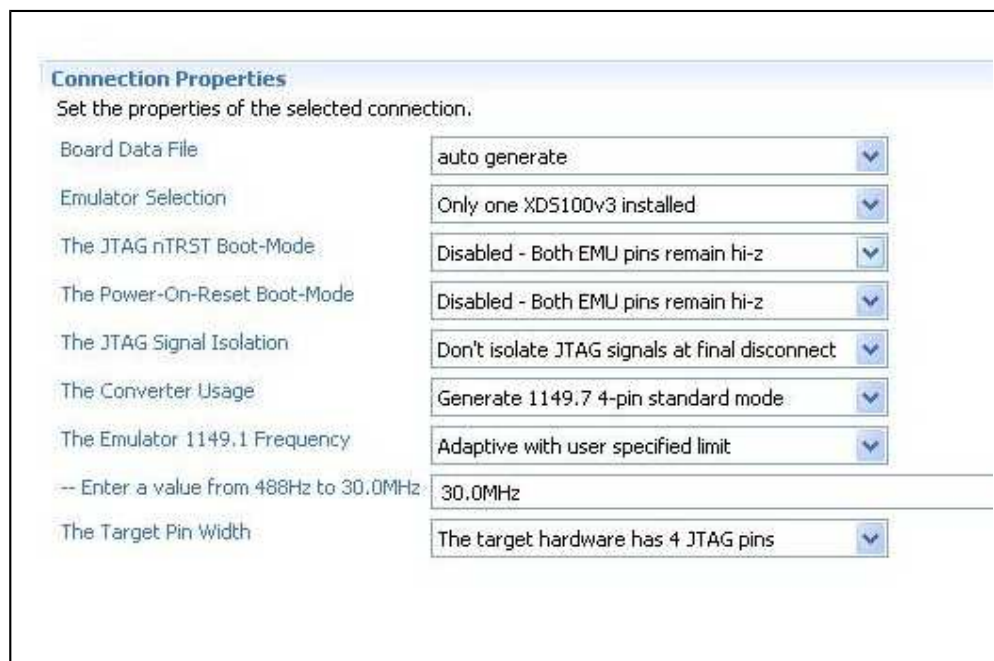 Connection Properties
Set the properties of the selected connection.
Board Data File auto generate
Emulator Selection Only one XDS100v3 installed
The JTAG nTRST Boot-Mode Disabled - Both EMU pins remain hi-z
The Power-On-Reset Boot-Mode Disabled - Both EMU pins remain hi-z
The JTAG Signal Isolation Don't isolate JTAG signals at final disconnect
The Converter Usage Generate 1149.7 4-pin standard mode
The Emulator 1149.1 Frequency Adaptive with user specified limit
-- Enter a value from 488Hz to 30.0MHz 30.0MHz
The Target Pin Width The target hardware has 4 JTAG pins